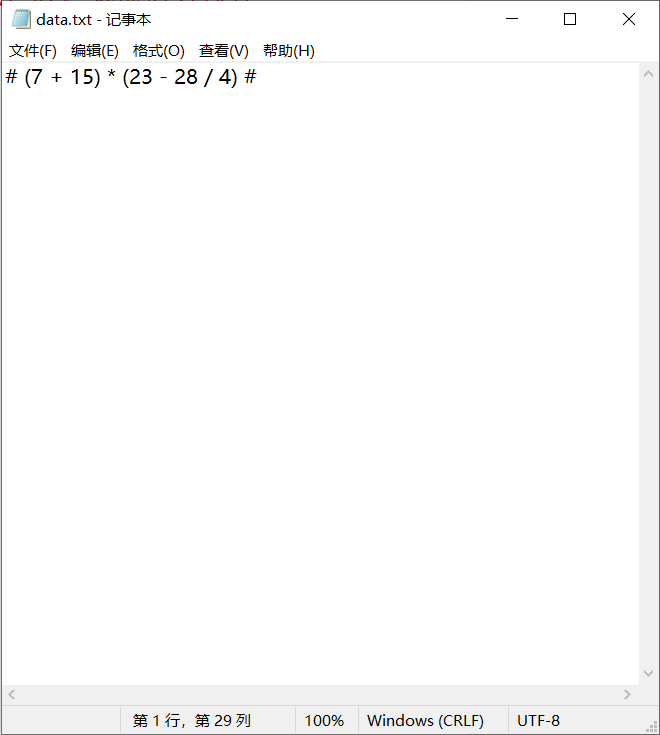 data.txt - 记事本
文件(F) 编辑(E) 格式(O) 查看(V) 帮助(H)
# (7 + 15) * (23 - 28 / 4) #
第 1 行，第 29 列 100% Windows (CRLF) UTF-8